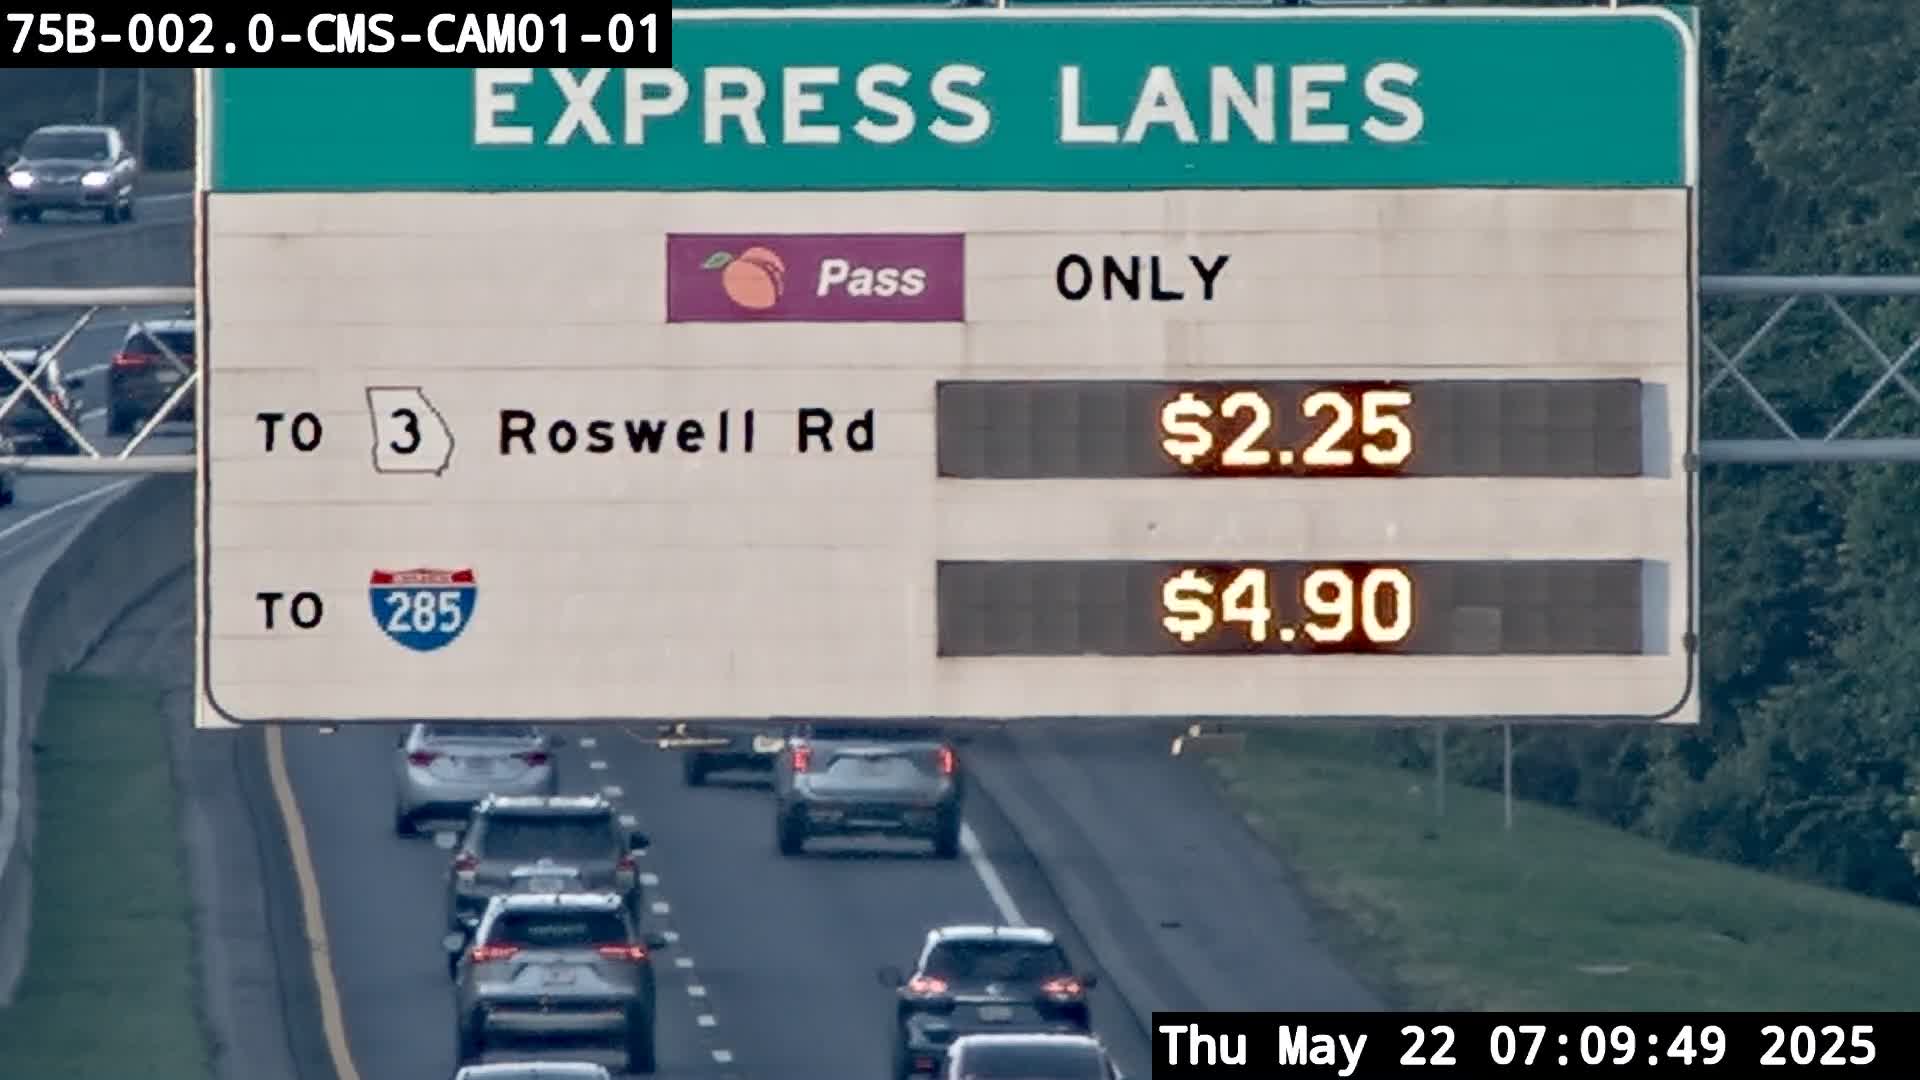 75B-002.0-CMS-CAM01-01
EXPRESS LANES
Pass ONLY
TO 3 Roswell Rd $2.25
TO 285 $4.90
Thu May 22 07:09:49 2025